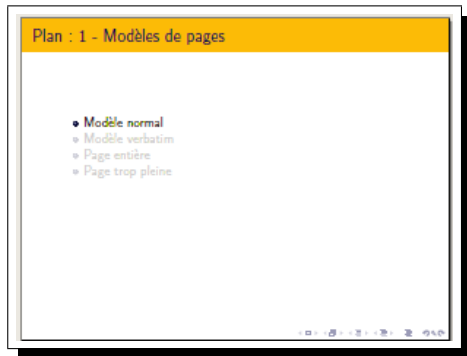 Plan : 1 - Modèles de pages
Modèle normal
Modèle verbatim
Page entière
Page trop pleine